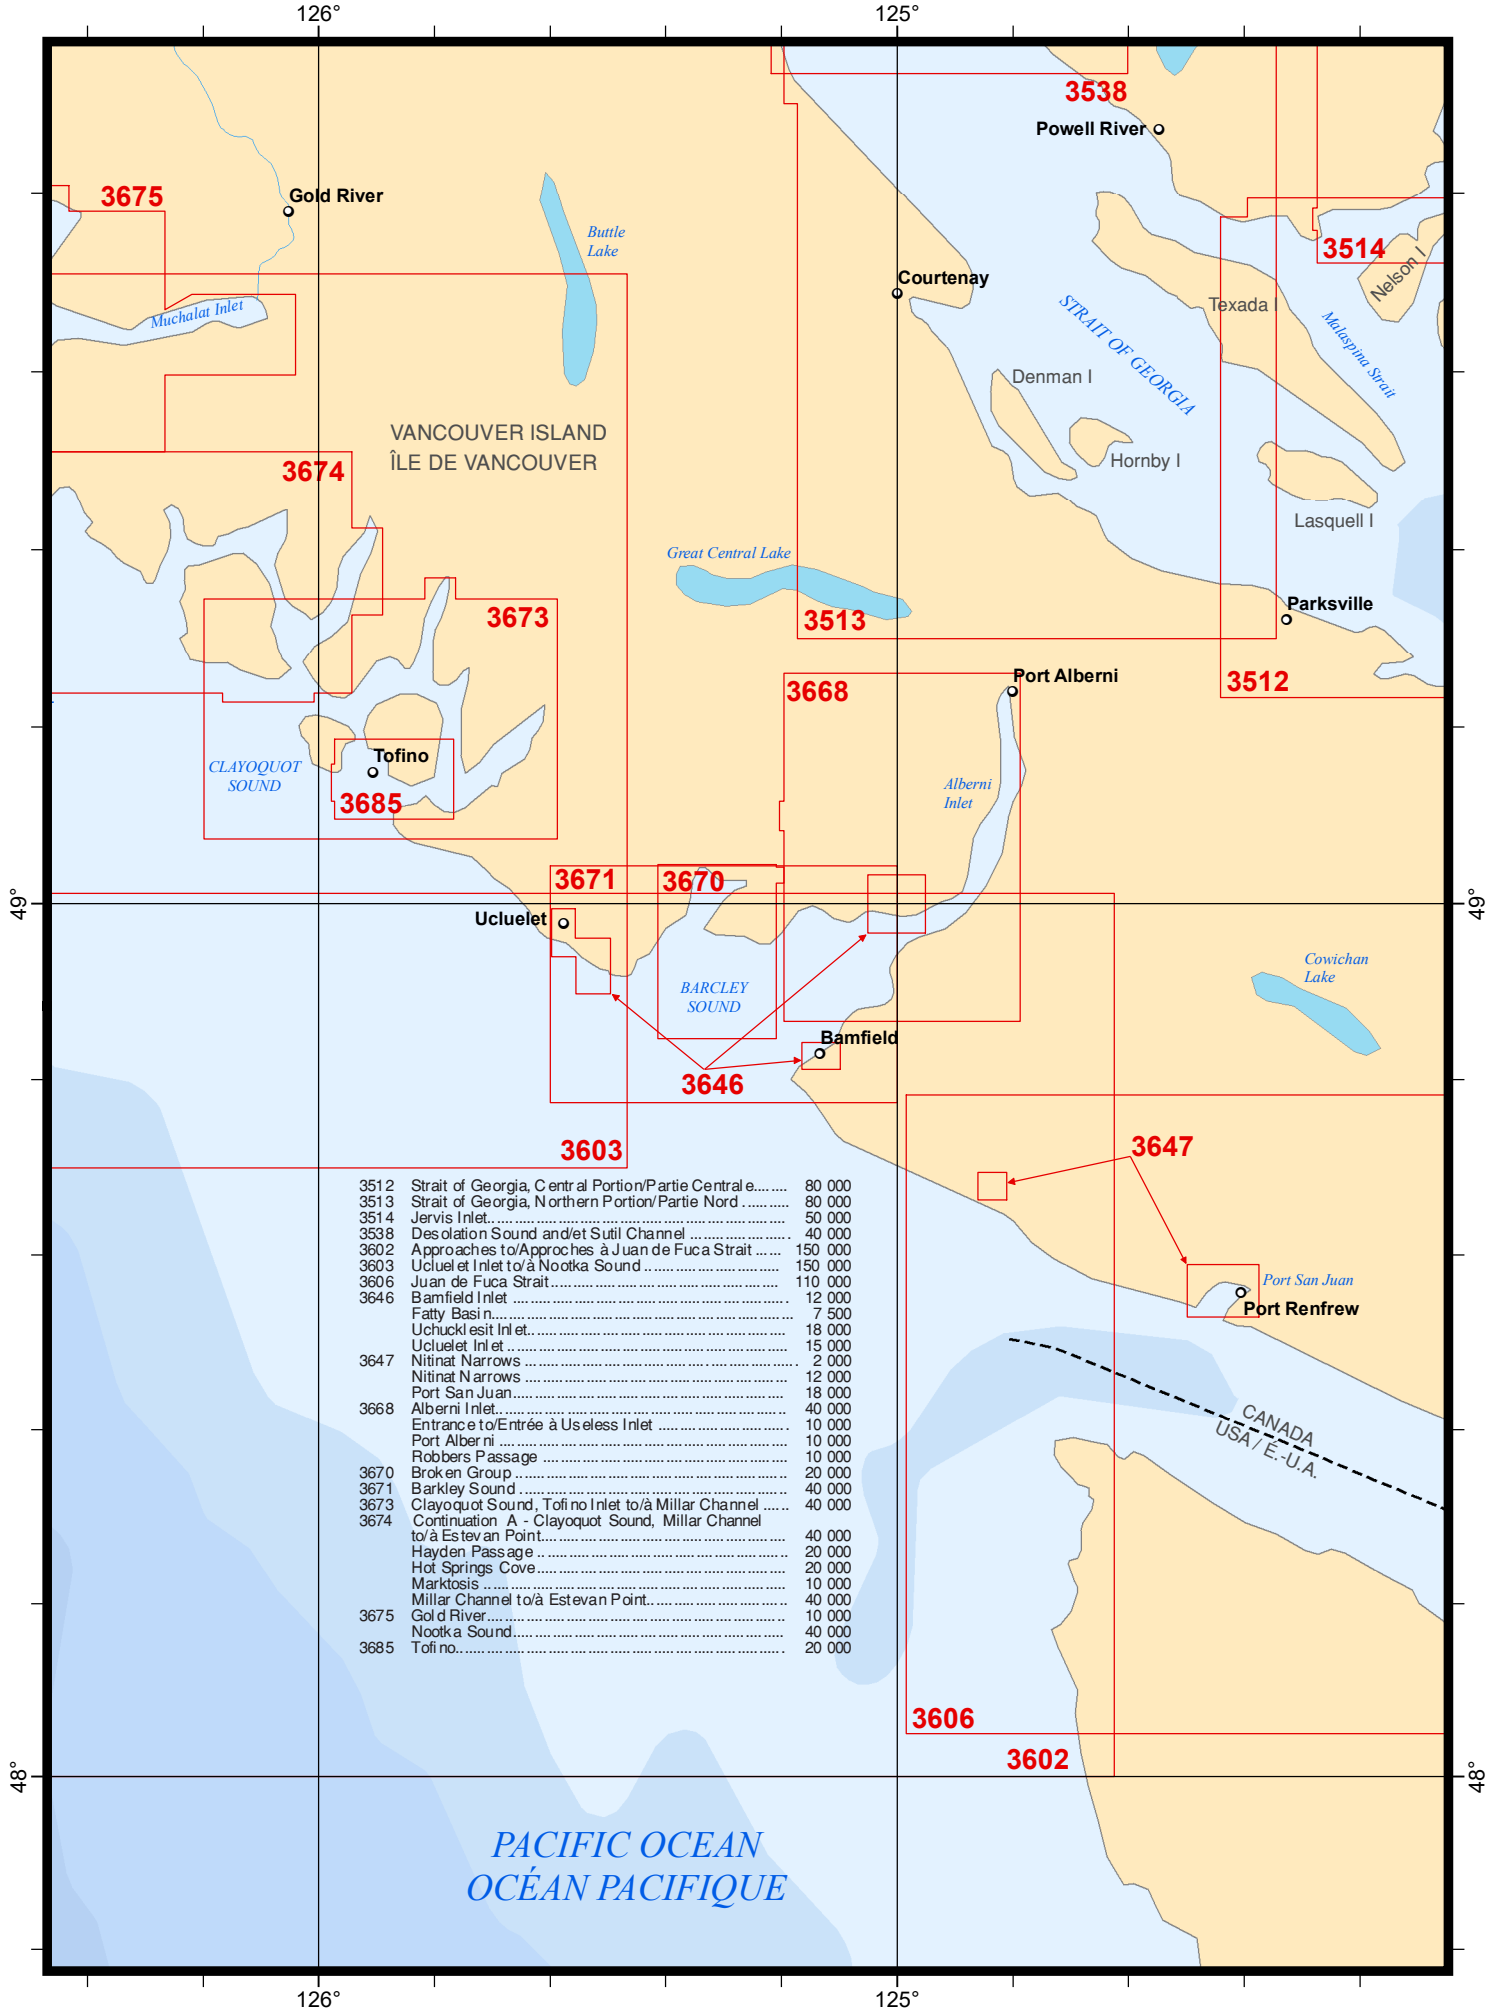 126°
125°
3538
Powell River
3675
Gold River
Buttle
Lake
3514
Nelson I
Courtenay
Texada I
Muchalat Inlet
STRAIT OF GEORGIA
Malaspina Strait
Denman I
VANCOUVER ISLAND
ÎLE DE VANCOUVER
3674
Hornby I
Lasquell I
Great Central Lake
3673
3513
Parksville
Port Alberni
3668
3512
CLAYOQUOT
SOUND
Tofino
3685
Alberni
Inlet
3671
3670
49°
49°
Ucluelet
BARCLEY
SOUND
Cowichan
Lake
Bamfield
3646
3603
3647
3512 Strait of Georgia, Central Portion/Partie Centrale 80 000
3513 Strait of Georgia, Northern Portion/Partie Nord 80 000
3514 Jervis Inlet 50 000
3538 Desolation Sound and/et Sutil Channel 40 000
3602 Approaches to/Approches à Juan de Fuca Strait 150 000
3603 Ucluelet Inlet to/à Nootka Sound 150 000
3606 Juan de Fuca Strait 110 000
3646 Bamfield Inlet 12 000
Fatty Basin 7 500
Uchucklesit Inlet 18 000
Ucluelet Inlet 15 000
3647 Nitinat Narrows 2 000
Nitinat Narrows 12 000
Port San Juan 18 000
3668 Alberni Inlet 40 000
Entrance to/Entrée à Useless Inlet 10 000
Port Alberni 10 000
Robbers Passage 10 000
3670 Broken Group 20 000
3671 Barkley Sound 40 000
3673 Clayoquot Sound, Tofino Inlet to/à Millar Channel 40 000
3674 Continuation A - Clayoquot Sound, Millar Channel
to/à Estevan Point 40 000
Hayden Passage 20 000
Hot Springs Cove 20 000
Marktosis 10 000
Millar Channel to/à Estevan Point 40 000
3675 Gold River 10 000
Nootka Sound 40 000
3685 Tofino 20 000
Port San Juan
Port Renfrew
CANADA
USA / É.-U.A.
3606
3602
48°
48°
PACIFIC OCEAN
OCÉAN PACIFIQUE
126°
125°